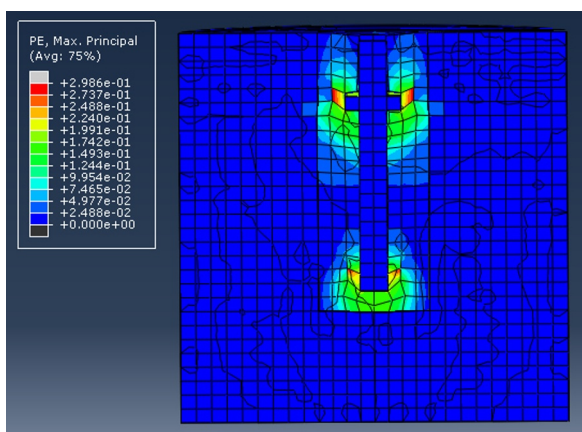 PE, Max. Principal
(Avg: 75%)
+2.986e-01
+2.737e-01
+2.488e-01
+2.240e-01
+1.991e-01
+1.742e-01
+1.493e-01
+1.244e-01
+9.954e-02
+7.465e-02
+4.977e-02
+2.488e-02
+0.000e+00